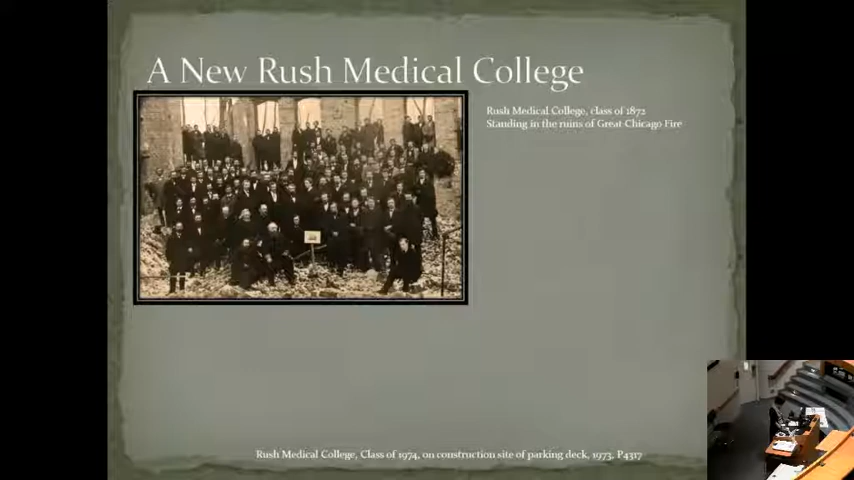 A New Rush Medical College
Rush Medical College, class of 1872
Standing in the ruins of Great Chicago Fire
Rush Medical College, Class of 1974, on construction site of parking deck, 1973, P4317